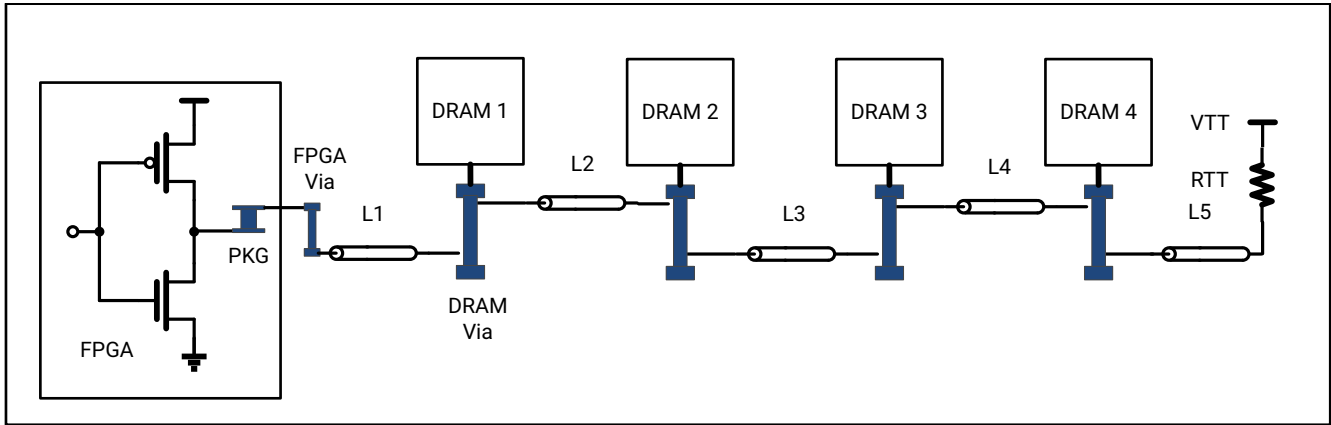 DRAM 1
DRAM 2
DRAM 3
DRAM 4
VTT
FPGA
Via
L2
L4
RTT
L1
L3
L5
PKG
DRAM
Via
FPGA